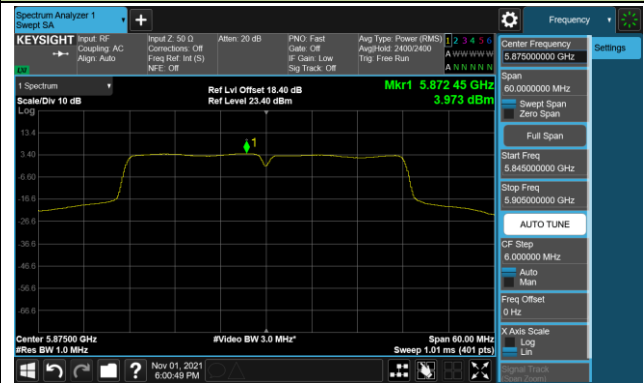 Spectrum Analyzer 1
Swept SA
Frequency
KEYSIGHT
Input: RF
Coupling: AC
Align: Auto
Input Z: 50 Ω
Corrections: Off
Freq Ref: Int (S)
NFE: Off
Atten: 20 dB
PNO: Fast
Gate: Off
IF Gain: Low
Sig Track: Off
Avg Type: Power (RMS)
Avg|Hold: 2400/2400
Trig: Free Run
1 2 3 4 5 6
A W W W W W
A N N N N N
1 Spectrum
Scale/Div 10 dB
Log
Ref Lvl Offset 18.40 dB
Ref Level 23.40 dBm
Mkr1 5.872 45 GHz
3.973 dBm
1
13.4
3.40
-6.60
-16.6
-26.6
-36.6
-46.6
-56.6
-66.6
Center 5.87500 GHz
#Res BW 1.0 MHz
#Video BW 3.0 MHz*
Span 60.00 MHz
Sweep 1.01 ms (401 pts)
Nov 01, 2021
6:00:49 PM
Center Frequency
5.875000000 GHz
Settings
Span
60.0000000 MHz
Swept Span
Zero Span
Full Span
Start Freq
5.845000000 GHz
Stop Freq
5.905000000 GHz
AUTO TUNE
CF Step
6.000000 MHz
Auto
Man
Freq Offset
0 Hz
X Axis Scale
Log
Lin
Signal Track
(Span Zoom)